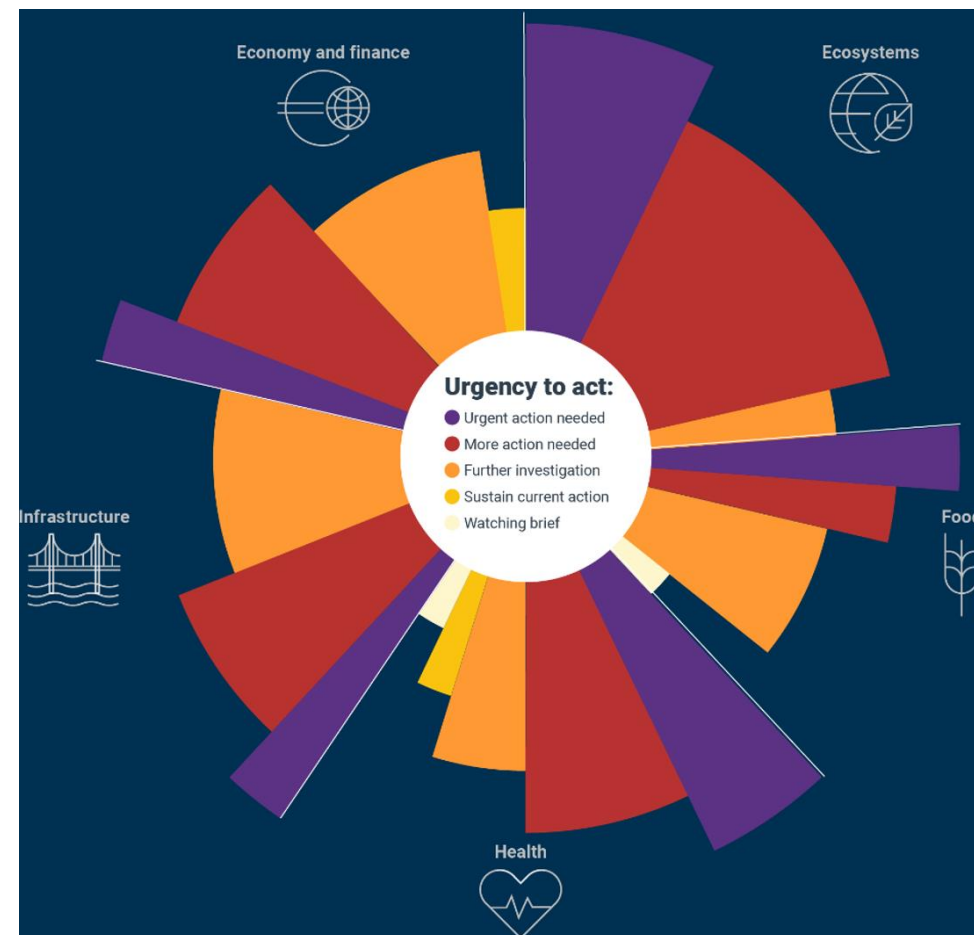 Economy and finance
Ecosystems
Urgency to act:
Urgent action needed
More action needed
Further investigation
Sustain current action
Watching brief
Infrastructure
Health